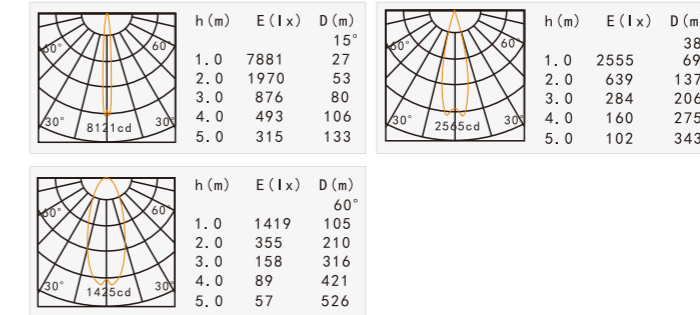 h(m) E(lx) D(m)
15°
1.0 7881 27
2.0 1970 53
3.0 876 80
4.0 493 106
5.0 315 133
60° 60
30° 30
8121cd
h(m) E(lx) D(m
38
1.0 2555 69
2.0 639 137
3.0 284 206
4.0 160 275
5.0 102 343
60° 60
30° 30
2565cd
h(m) E(lx) D(m)
60°
1.0 1419 105
2.0 355 210
3.0 158 316
4.0 89 421
5.0 57 526
60° 60
30° 30
1425cd